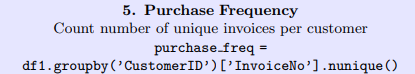 5. Purchase Frequency
Count number of unique invoices per customer
purchase_freq =
df1.groupby('CustomerID')['InvoiceNo'].nunique()